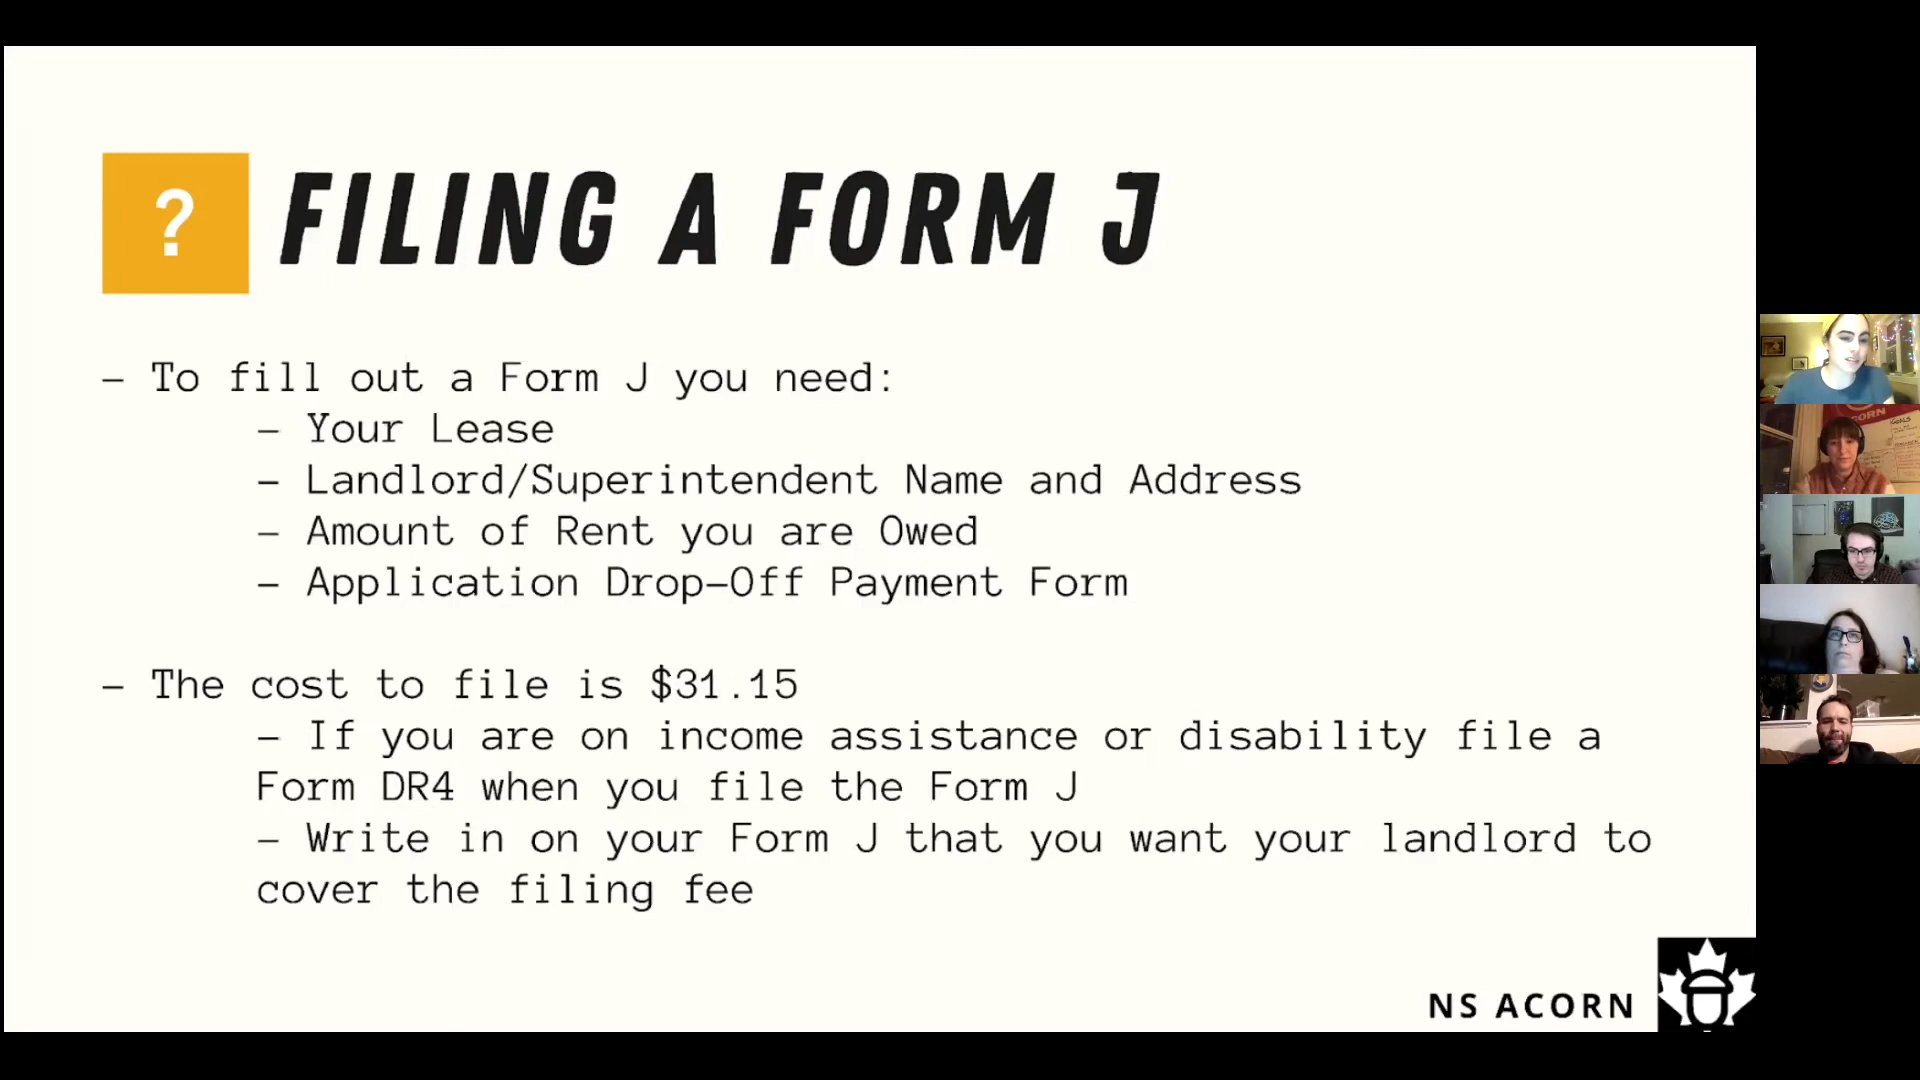 ?
FILING A FORM J
– To fill out a Form J you need:
– Your Lease
– Landlord/Superintendent Name and Address
– Amount of Rent you are Owed
– Application Drop-Off Payment Form
– The cost to file is $31.15
– If you are on income assistance or disability file a
Form DR4 when you file the Form J
– Write in on your Form J that you want your landlord to
cover the filing fee
NS ACORN